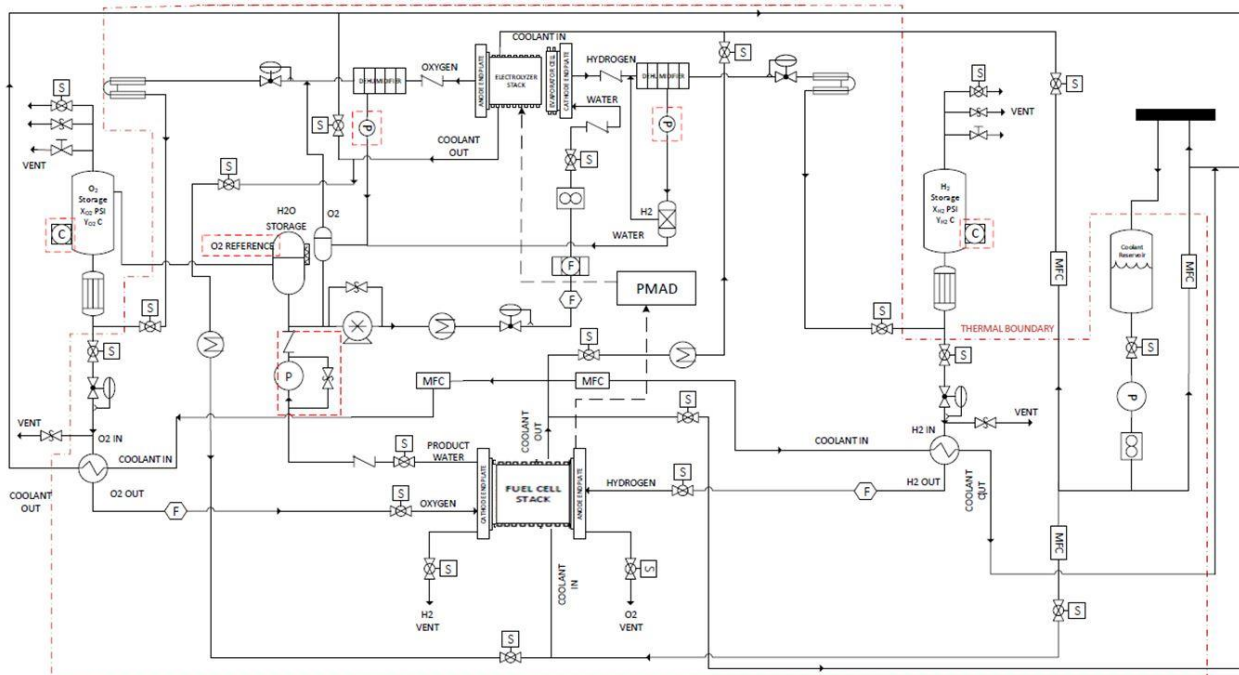 COOLANT IN
S
S
S
OXYGEN
HYDROGEN
DEHUMIDIFIER
ANODE ENDPLATE
ELECTROLYZER
STACK
EVAPORATOR CELL
CATHODE ENDPLATE
DEHUMIDIFIER
S
S
WATER
VENT
S
P
P
VENT
COOLANT
OUT
S
S
O2
Storage
XO2 PSI
YO2 C
H2O
STORAGE
O2
H2
H2
Storage
XH2 PSI
YH2 C
C
C
O2 REFERENCE
WATER
Coolant
Reservoir
MFC
MFC
F
F
PMAD
THERMAL BOUNDARY
S
S
S
S
S
S
P
MFC
MFC
P
VENT
O2 IN
COOLANT IN
S
PRODUCT
WATER
COOLANT
OUT
S
COOLANT IN
H2 IN
VENT
COOLANT
OUT
O2 OUT
F
S
OXYGEN
CATHODE ENDPLATE
FUEL CELL
STACK
ANODE ENDPLATE
HYDROGEN
S
F
H2 OUT
COOLANT
OUT
MFC
S
H2
VENT
COOLANT
IN
S
O2
VENT
S
S